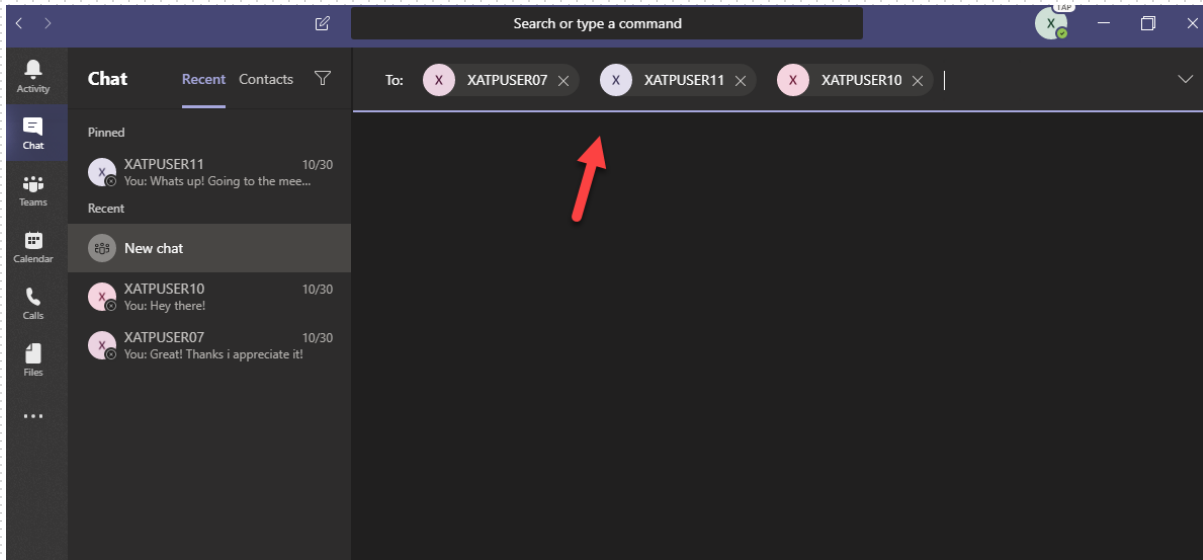 Search or type a command
TAP
X
Activity
Chat
Teams
Calendar
Calls
Files
Chat
Recent
Contacts
Pinned
X
XATPUSER11
10/30
You: Whats up! Going to the mee...
Recent
New chat
X
XATPUSER10
10/30
You: Hey there!
X
XATPUSER07
10/30
You: Great! Thanks i appreciate it!
To:
X
XATPUSER07
X
XATPUSER11
X
XATPUSER10